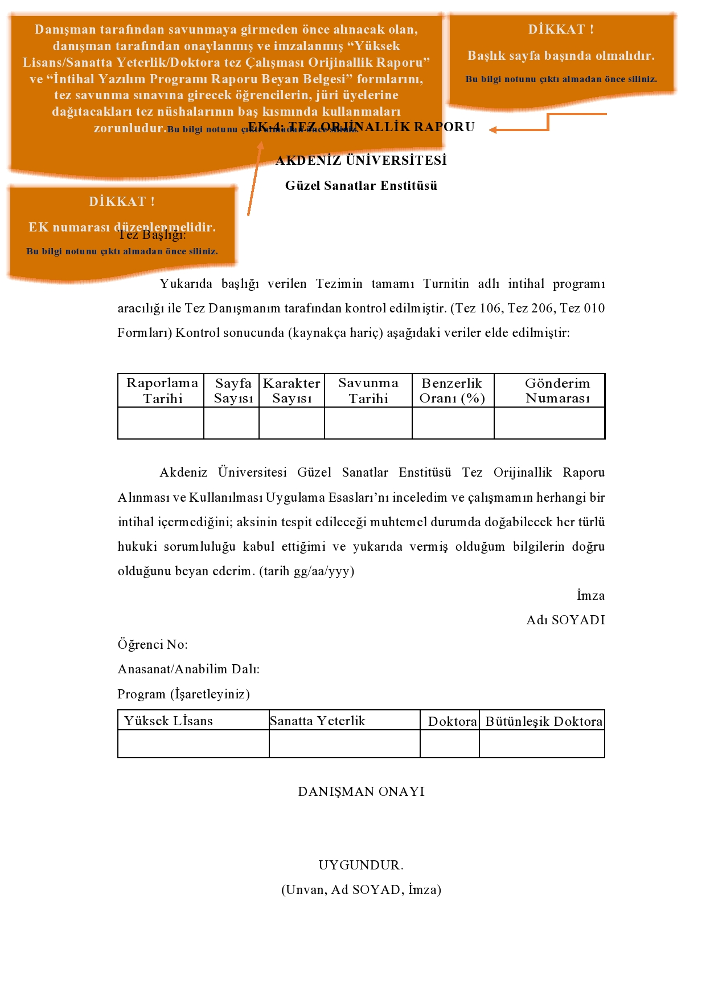 Danışman tarafından savunmaya girmeden önce alınacak olan,
danışman tarafından onaylanmış ve imzalanmış “Yüksek
Lisans/Sanatta Yeterlik/Doktora tez Çalışması Orijinallik Raporu”
ve “İntihal Yazılım Programı Raporu Beyan Belgesi” formlarını,
tez savunma sınavına girecek öğrencilerin, jüri üyelerine
dağıtacakları tez nüshalarının baş kısmında kullanmaları
zorunludur.Bu bilgi notunu çıktı almadan önce siliniz.
DİKKAT !
Başlık sayfa başında olmalıdır.
Bu bilgi notunu çıktı almadan önce siliniz.
EK-4: TEZ ORJİNALLİK RAPORU
AKDENİZ ÜNİVERSİTESİ
Güzel Sanatlar Enstitüsü
DİKKAT !
EK numarası düzenlenmelidir.
Bu bilgi notunu çıktı almadan önce siliniz.
Tez Başlığı:
Yukarıda başlığı verilen Tezimin tamamı Turnitin adlı intihal programı
aracılığı ile Tez Danışmanım tarafından kontrol edilmiştir. (Tez 106, Tez 206, Tez 010
Formları) Kontrol sonucunda (kaynakça hariç) aşağıdaki veriler elde edilmiştir:
Raporlama Sayfa Karakter Savunma Benzerlik Gönderim
Tarihi Sayısı Sayısı Tarihi Oranı (%) Numarası
Akdeniz Üniversitesi Güzel Sanatlar Enstitüsü Tez Orijinallik Raporu
Alınması ve Kullanılması Uygulama Esasları’nı inceledim ve çalışmamın herhangi bir
intihal içermediğini; aksinin tespit edileceği muhtemel durumda doğabilecek her türlü
hukuki sorumluluğu kabul ettiğimi ve yukarıda vermiş olduğum bilgilerin doğru
olduğunu beyan ederim. (tarih gg/aa/yyy)
İmza
Adı SOYADI
Öğrenci No:
Anasanat/Anabilim Dalı:
Program (İşaretleyiniz)
Yüksek Lİsans Sanatta Yeterlik Doktora Bütünleşik Doktora
DANIŞMAN ONAYI
UYGUNDUR.
(Unvan, Ad SOYAD, İmza)